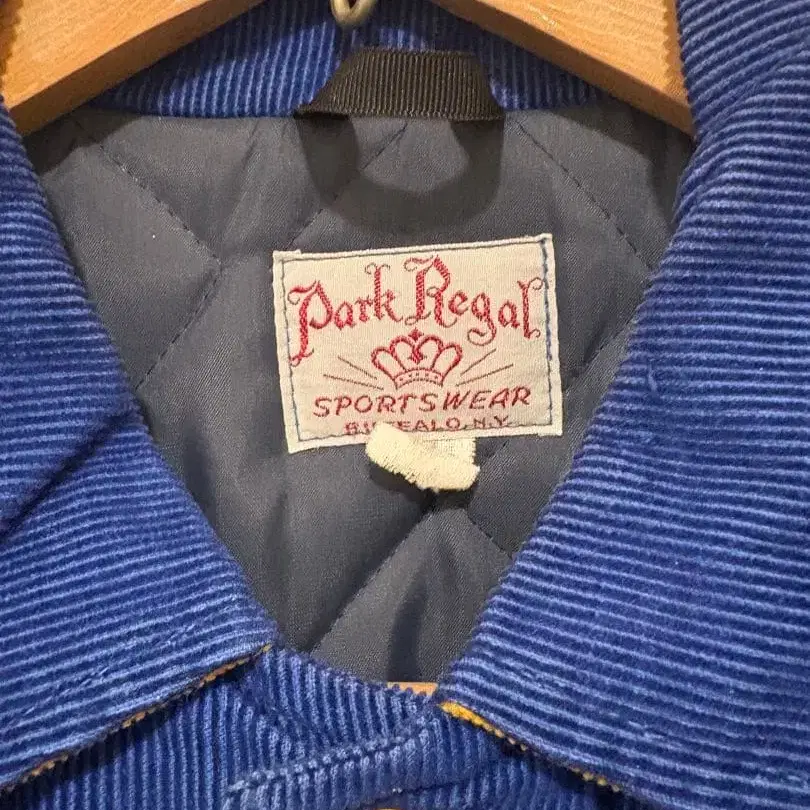 Park Regal
SPORTSWEAR
BUFFALO, N.Y.